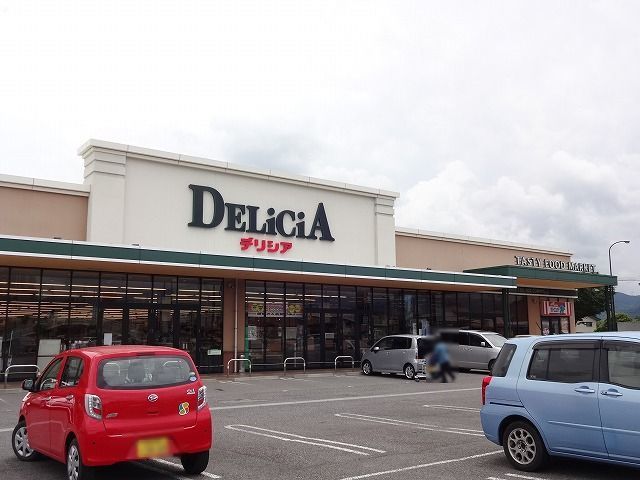 DELiCiA
デリシア
TASTY FOOD MARKET